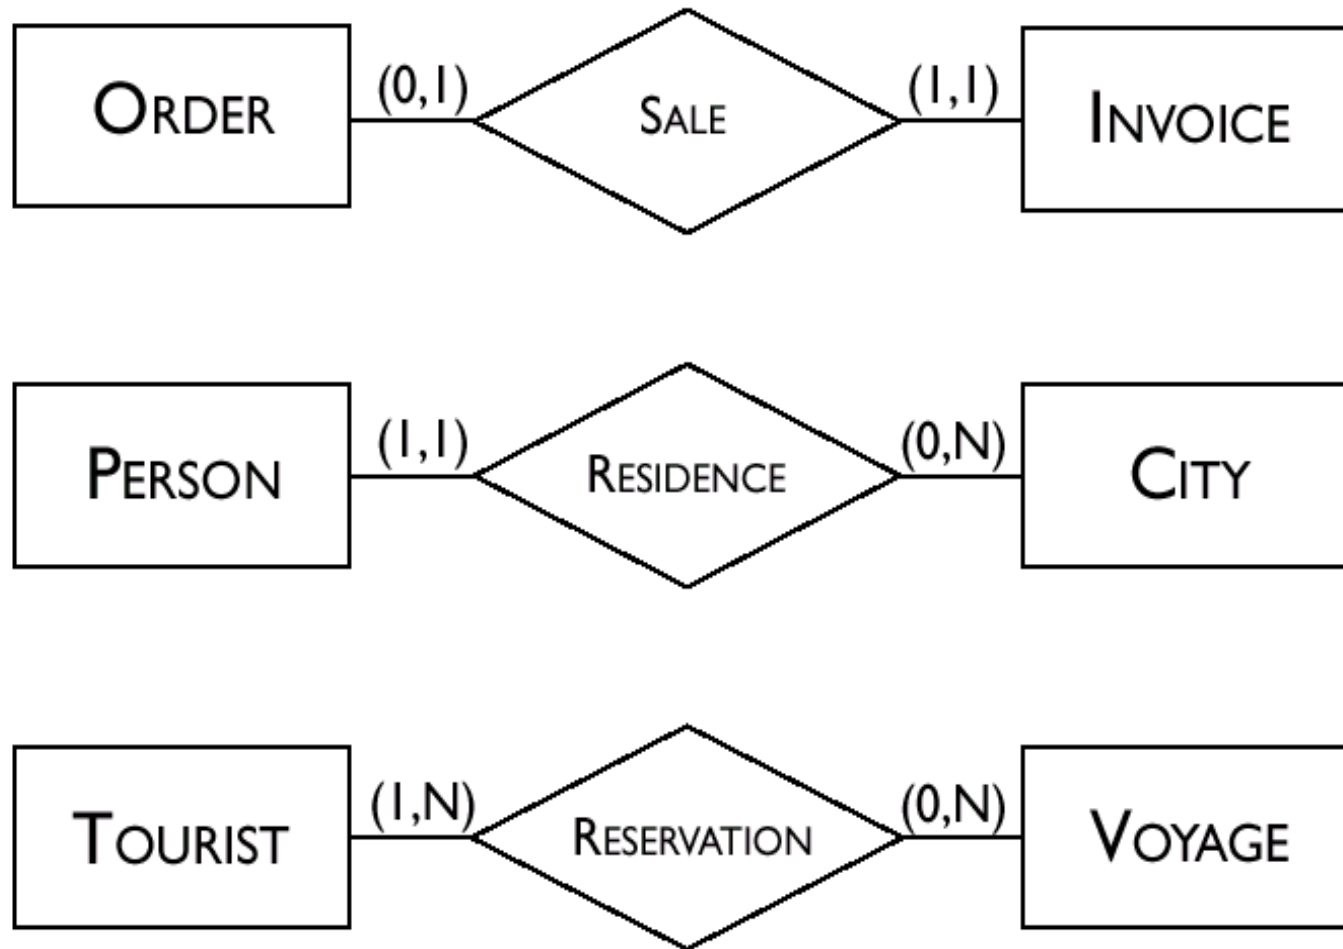 ORDER (0,1) SALE (1,1) INVOICE
PERSON (1,1) RESIDENCE (0,N) CITY
TOURIST (1,N) RESERVATION (0,N) VOYAGE